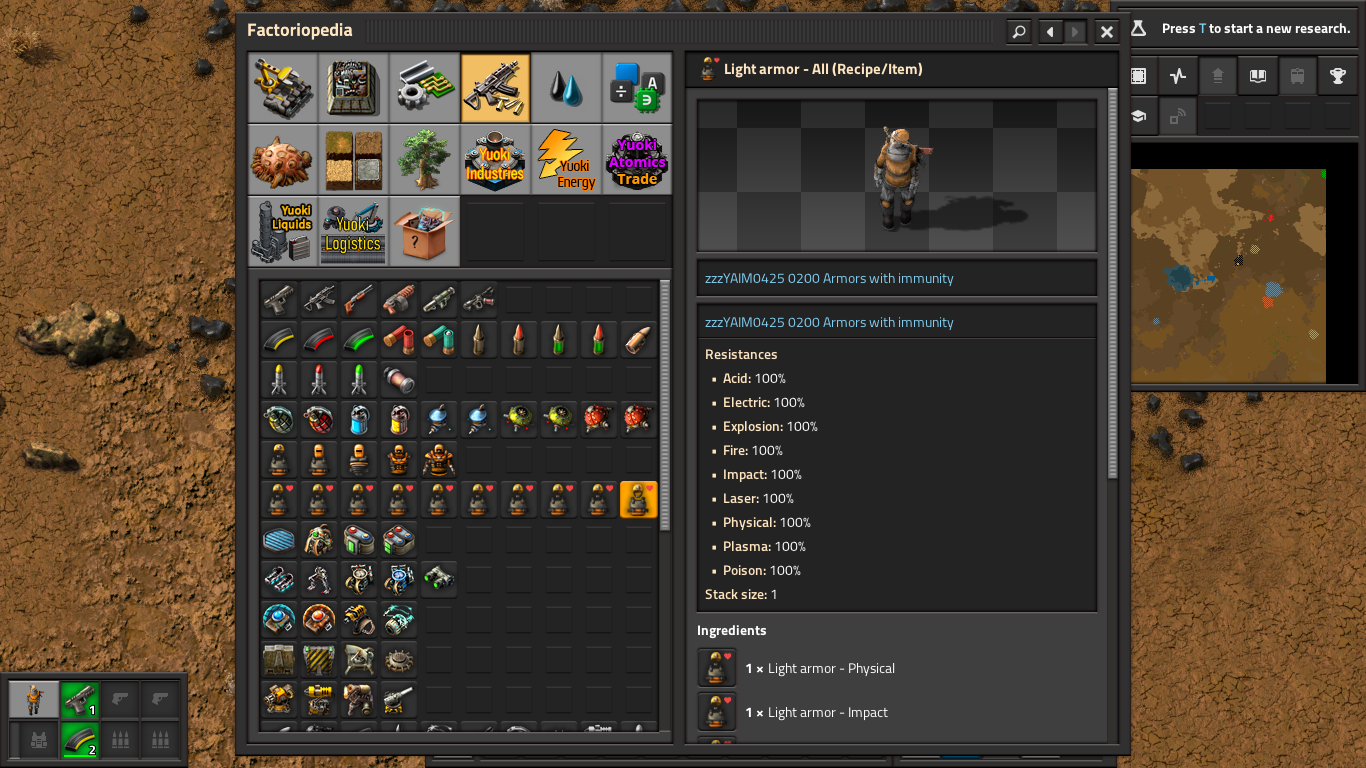 Factoriopedia
Press T to start a new research.
Light armor - All (Recipe/Item)
A
Yuoki
Industries
Yuoki
Energy
Yuoki
Atomics
Trade
Yuoki
Liquids
Yuoki
Logistics
?
zzzYAIM0425 0200 Armors with immunity
zzzYAIM0425 0200 Armors with immunity
Resistances
▪ Acid: 100%
▪ Electric: 100%
▪ Explosion: 100%
▪ Fire: 100%
▪ Impact: 100%
▪ Laser: 100%
▪ Physical: 100%
▪ Plasma: 100%
▪ Poison: 100%
Stack size: 1
Ingredients
1 × Light armor - Physical
1 × Light armor - Impact
1
2